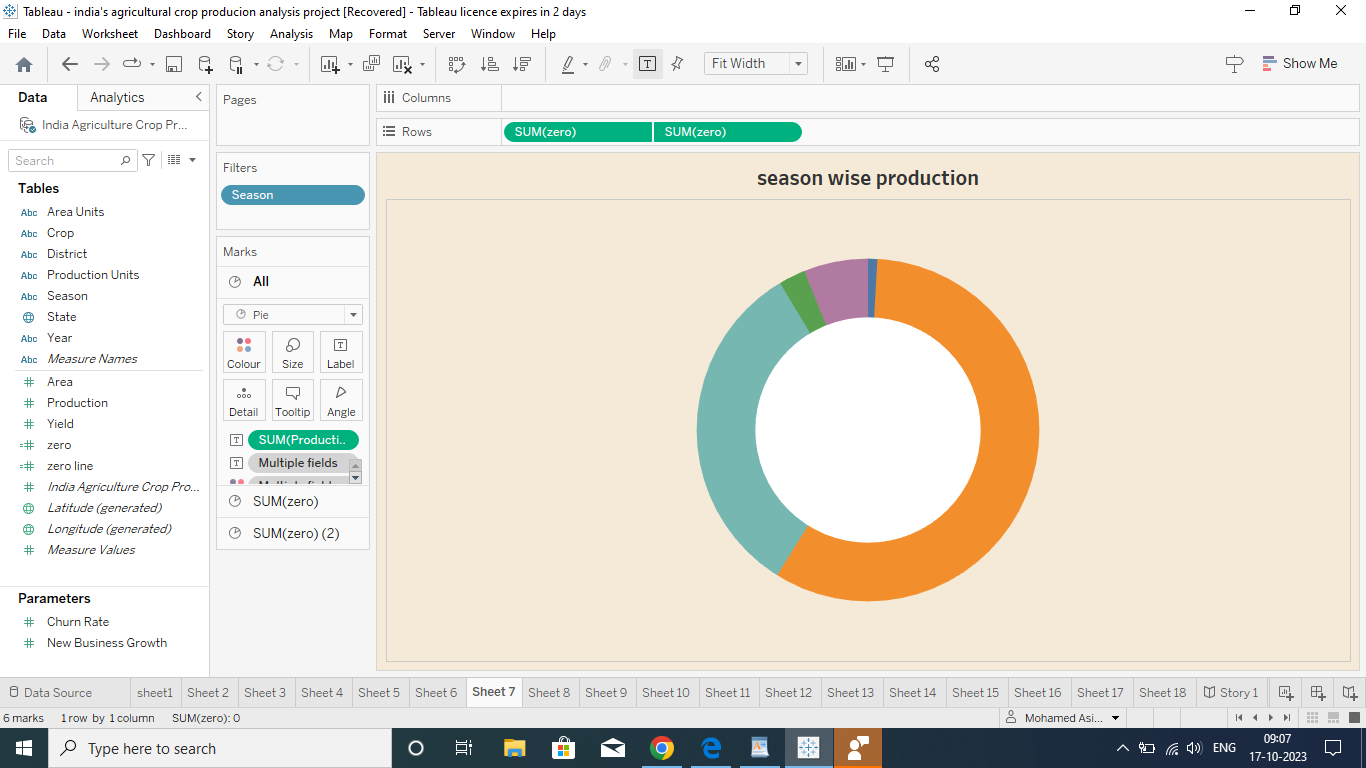 Tableau - india's agricultural crop producion analysis project [Recovered] - Tableau licence expires in 2 days
File Data Worksheet Dashboard Story Analysis Map Format Server Window Help
Fit Width
Show Me
Data Analytics
India Agriculture Crop Pr...
Search
Tables
Abc Area Units
Abc Crop
Abc District
Abc Production Units
Abc Season
State
Abc Year
Abc Measure Names
# Area
# Production
# Yield
=# zero
=# zero line
# India Agriculture Crop Pro...
Latitude (generated)
Longitude (generated)
# Measure Values
Parameters
# Churn Rate
# New Business Growth
Pages
Filters
Season
Marks
All
Pie
Colour Size Label
Detail Tooltip Angle
T SUM(Producti..
T Multiple fields
SUM(zero)
SUM(zero) (2)
Columns
Rows SUM(zero) SUM(zero)
season wise production
Data Source sheet1 Sheet 2 Sheet 3 Sheet 4 Sheet 5 Sheet 6 Sheet 7 Sheet 8 Sheet 9 Sheet 10 Sheet 11 Sheet 12 Sheet 13 Sheet 14 Sheet 15 Sheet 16 Sheet 17 Sheet 18 Story 1
6 marks 1 row by 1 column SUM(zero): 0 Mohamed Asi...
Type here to search
ENG
09:07
17-10-2023